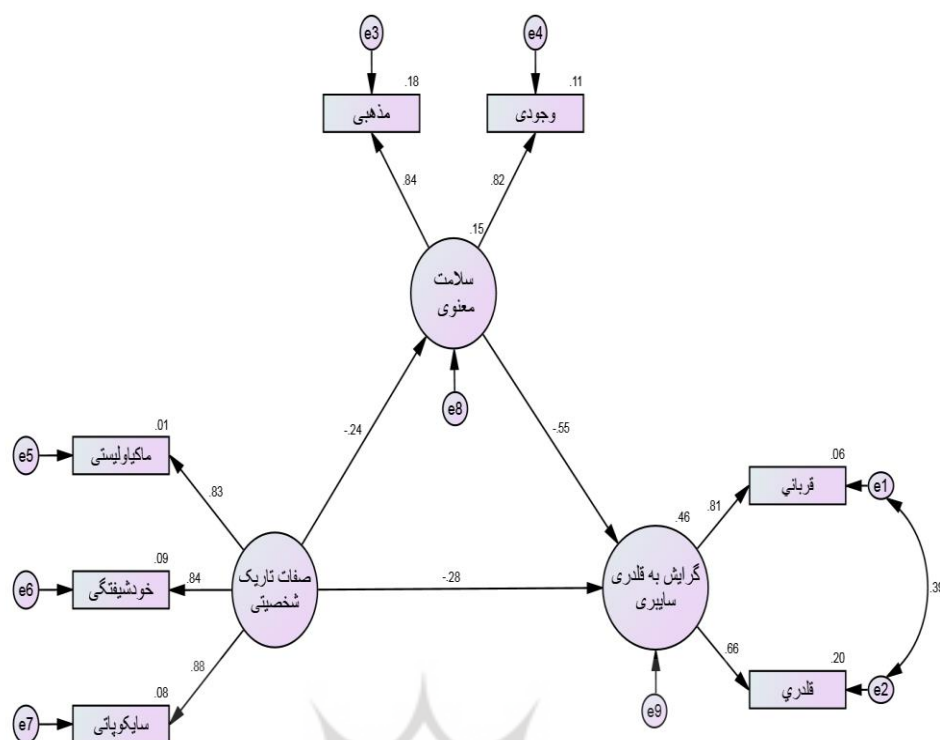 e3
e4
.18
.11
مذهبی
وجودی
.84
.82
.15
سلامت
معنوی
e8
-.24
-.55
.01
e5
ماکیاولیستی
.83
.09
e6
خودشیفتگی
.84
صفات تاریک
شخصیتی
.08
e7
سایکوپاتی
.88
-.28
.46
گرایش به قلدری
سایبری
e9
.06
قرباني
e1
.81
.39
.66
.20
قلدري
e2